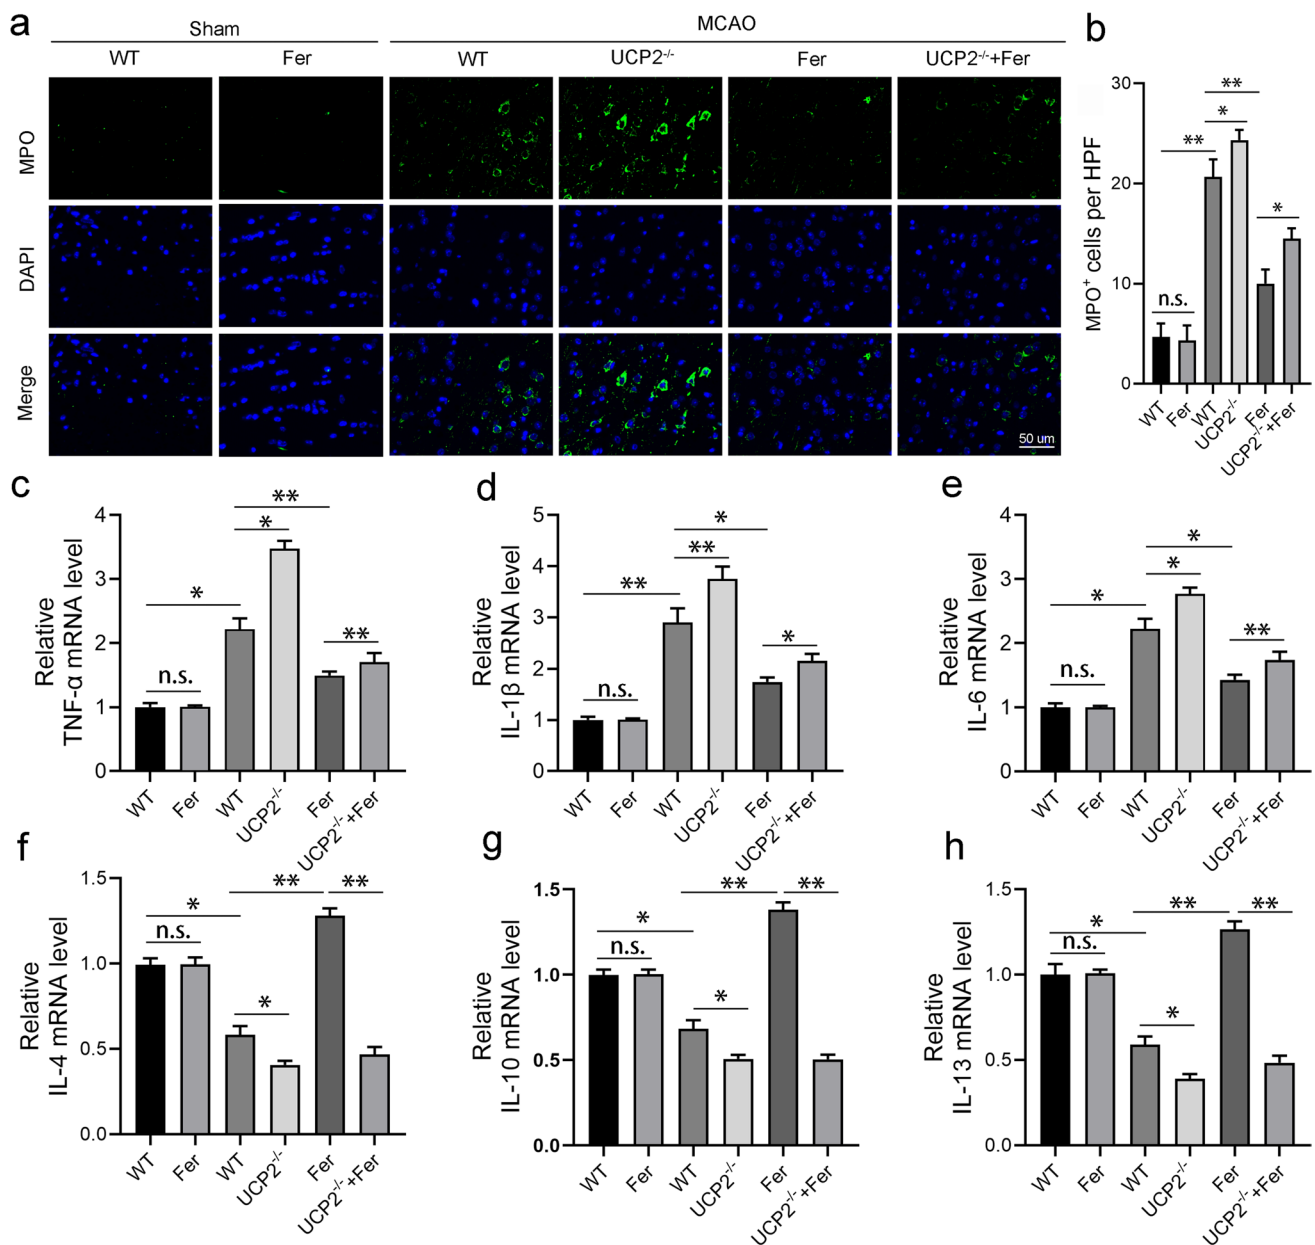 a
Sham
MCAO
WT
Fer
WT
UCP2⁻/⁻
Fer
UCP2⁻/⁻+Fer
MPO
DAPI
Merge
50 um
b
MPO⁺ cells per HPF
30
20
10
0
n.s.
**
*
**
*
WT
Fer
WT
UCP2⁻/⁻
Fer
UCP2⁻/⁻+Fer
c
Relative
TNF-α mRNA level
4
3
2
1
0
n.s.
*
*
**
**
WT
Fer
WT
UCP2⁻/⁻
Fer
UCP2⁻/⁻+Fer
d
Relative
IL-1β mRNA level
5
4
3
2
1
0
n.s.
**
**
*
*
WT
Fer
WT
UCP2⁻/⁻
Fer
UCP2⁻/⁻+Fer
e
Relative
IL-6 mRNA level
4
3
2
1
0
n.s.
*
*
*
**
WT
Fer
WT
UCP2⁻/⁻
Fer
UCP2⁻/⁻+Fer
f
Relative
IL-4 mRNA level
1.5
1.0
0.5
0.0
n.s.
*
*
**
**
WT
Fer
WT
UCP2⁻/⁻
Fer
UCP2⁻/⁻+Fer
g
Relative
IL-10 mRNA level
1.5
1.0
0.5
0.0
n.s.
*
*
**
**
WT
Fer
WT
UCP2⁻/⁻
Fer
UCP2⁻/⁻+Fer
h
Relative
IL-13 mRNA level
1.5
1.0
0.5
0.0
n.s.
*
*
**
**
WT
Fer
WT
UCP2⁻/⁻
Fer
UCP2⁻/⁻+Fer